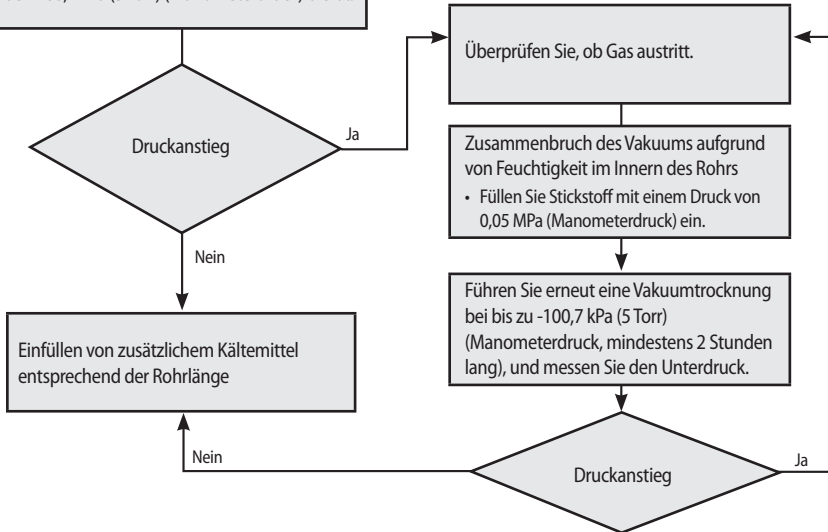 Druckanstieg
Ja
Nein
Einfüllen von zusätzlichem Kältemittel
entsprechend der Rohrlänge
Nein
Überprüfen Sie, ob Gas austritt.
Zusammenbruch des Vakuums aufgrund
von Feuchtigkeit im Innern des Rohrs
• Füllen Sie Stickstoff mit einem Druck von
0,05 MPa (Manometerdruck) ein.
Führen Sie erneut eine Vakuumtrocknung
bei bis zu -100,7 kPa (5 Torr)
(Manometerdruck, mindestens 2 Stunden
lang), und messen Sie den Unterdruck.
Druckanstieg
Ja